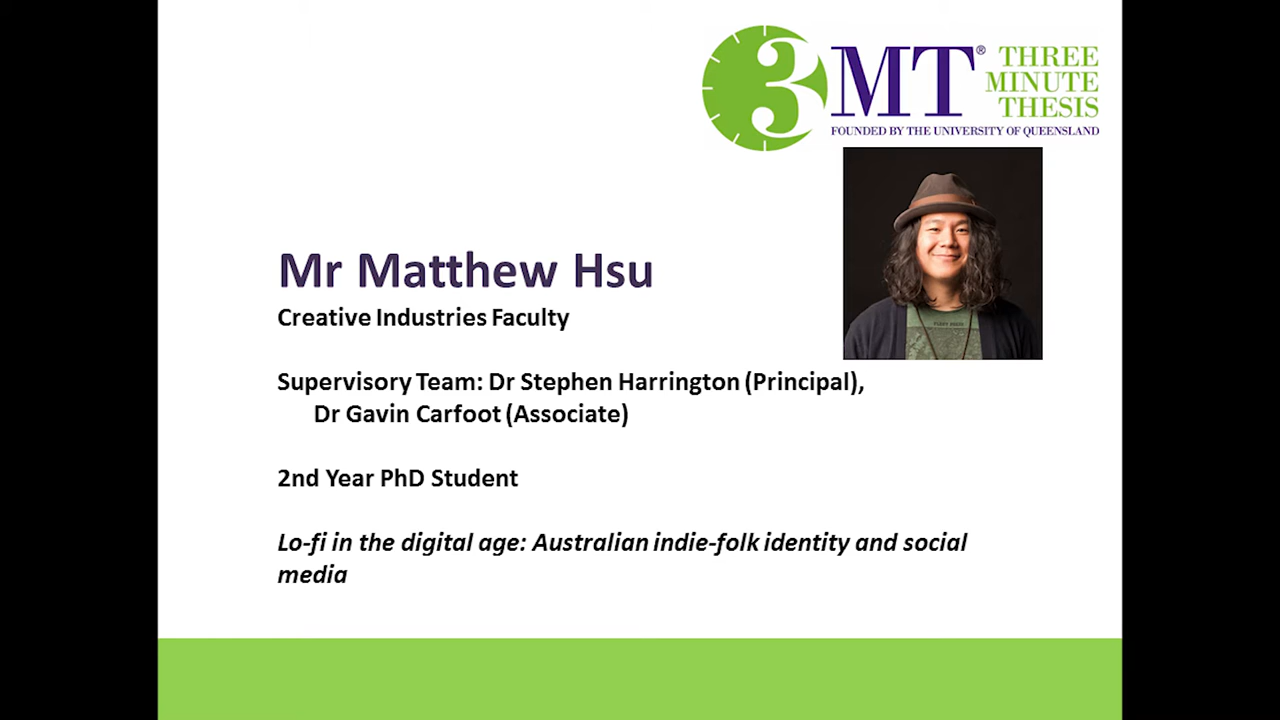 3MT® THREE
MINUTE
THESIS
FOUNDED BY THE UNIVERSITY OF QUEENSLAND
Mr Matthew Hsu
Creative Industries Faculty
Supervisory Team: Dr Stephen Harrington (Principal),
Dr Gavin Carfoot (Associate)
2nd Year PhD Student
Lo-fi in the digital age: Australian indie-folk identity and social
media